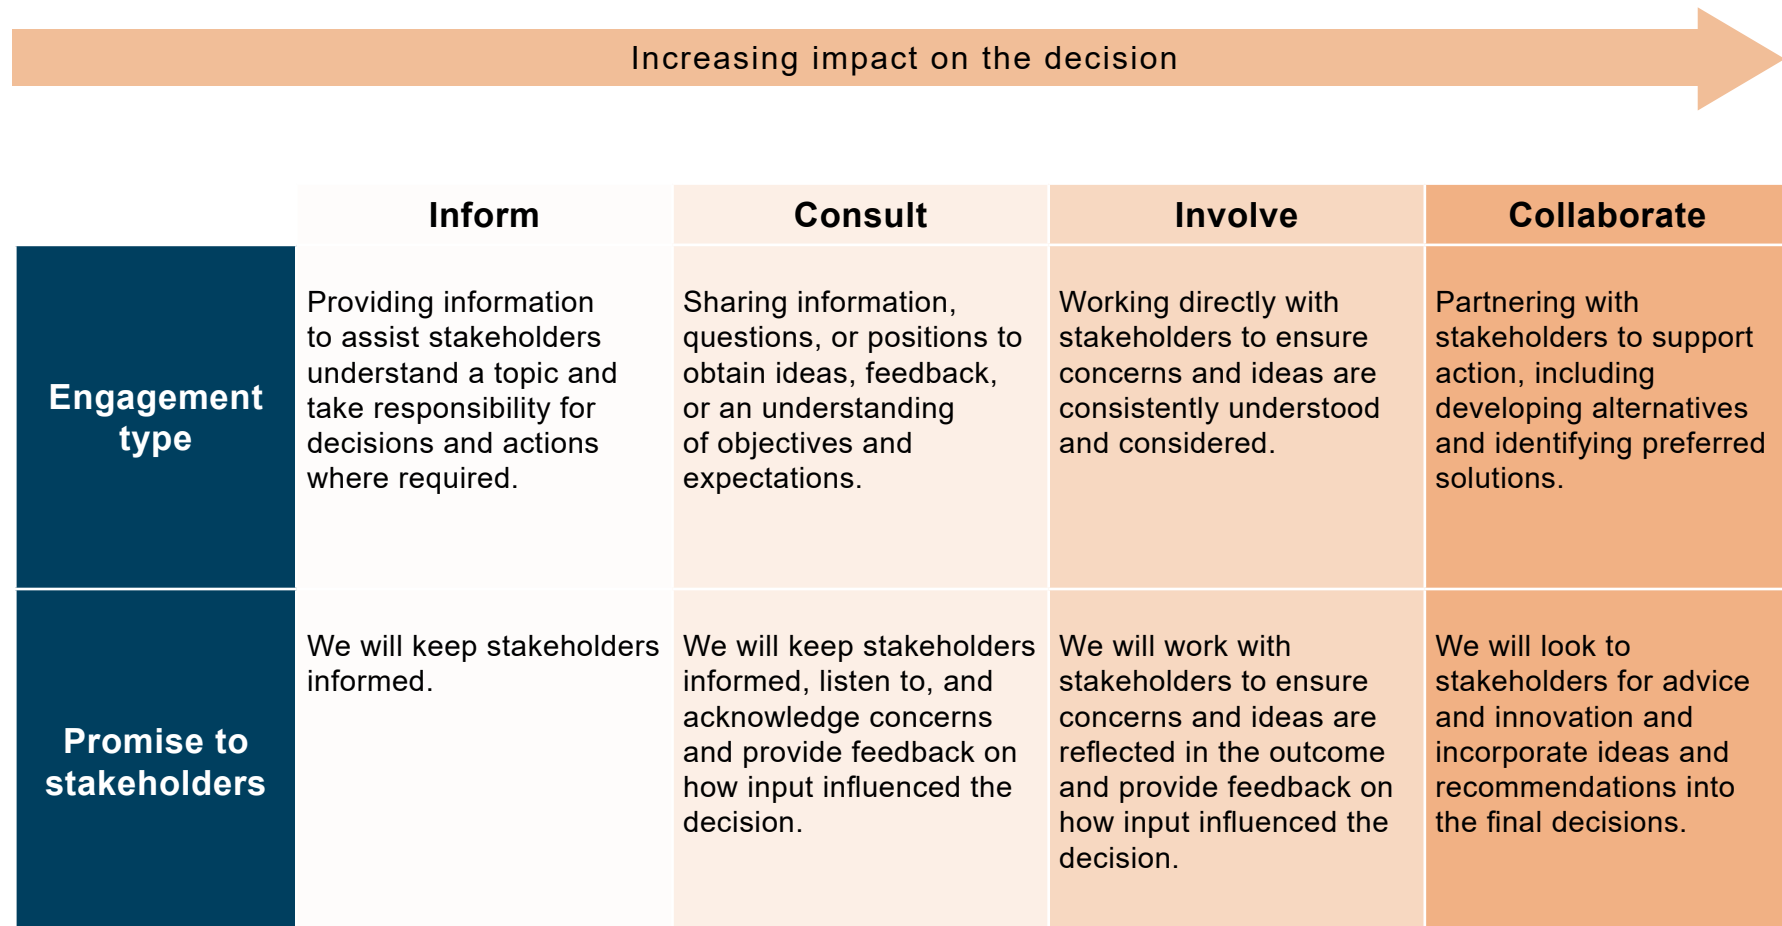 Increasing impact on the decision
Inform
Consult
Involve
Collaborate
Engagement
type
Providing information
to assist stakeholders
understand a topic and
take responsibility for
decisions and actions
where required.
Sharing information,
questions, or positions to
obtain ideas, feedback,
or an understanding
of objectives and
expectations.
Working directly with
stakeholders to ensure
concerns and ideas are
consistently understood
and considered.
Partnering with
stakeholders to support
action, including
developing alternatives
and identifying preferred
solutions.
Promise to
stakeholders
We will keep stakeholders
informed.
We will keep stakeholders
informed, listen to, and
acknowledge concerns
and provide feedback on
how input influenced the
decision.
We will work with
stakeholders to ensure
concerns and ideas are
reflected in the outcome
and provide feedback on
how input influenced the
decision.
We will look to
stakeholders for advice
and innovation and
incorporate ideas and
recommendations into
the final decisions.